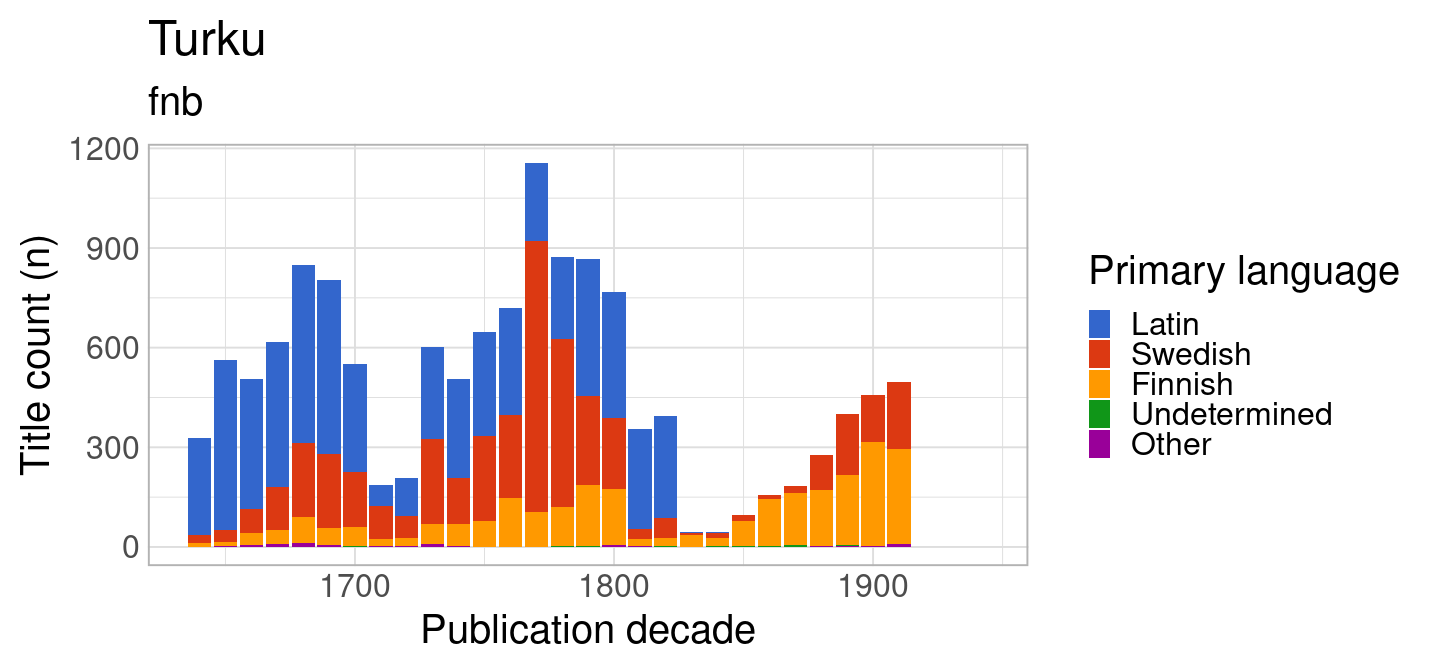 Turku
fnb
1200
900
600
300
0
Title count (n)
1700 1800 1900
Publication decade
Primary language
Latin
Swedish
Finnish
Undetermined
Other